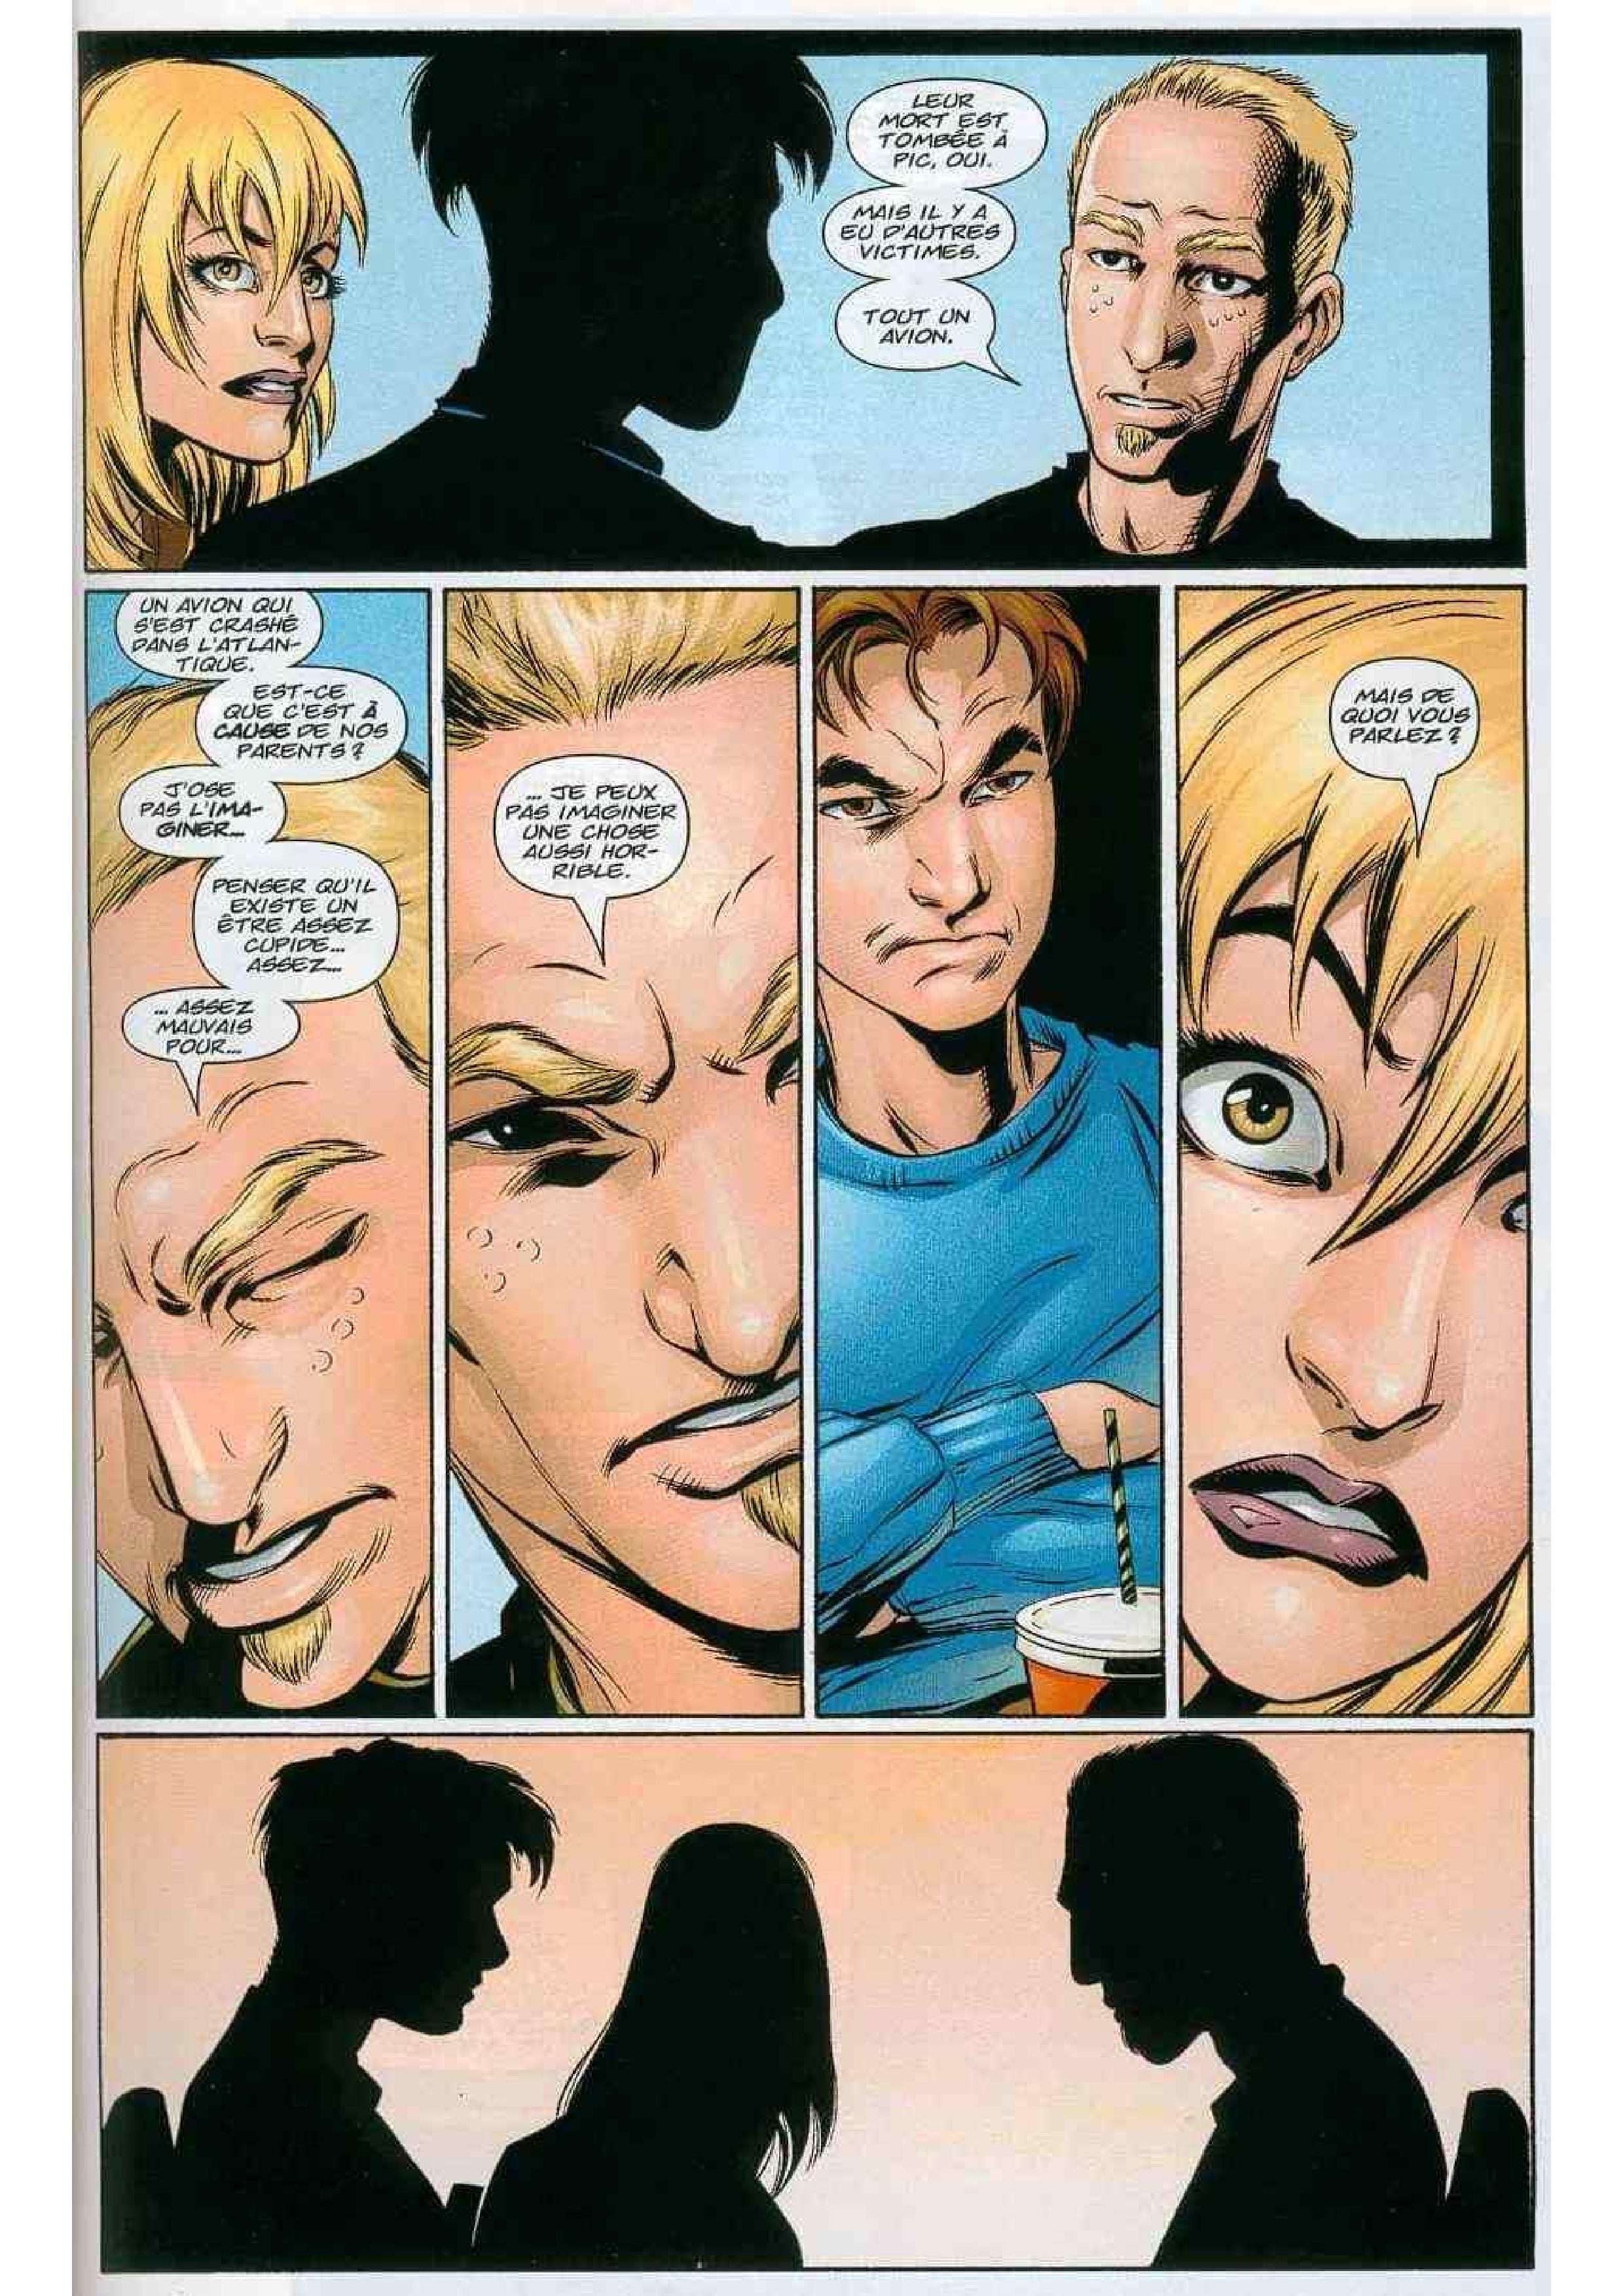 LEUR
MORT EST
TOMBÉE À
PIC, OUI.
MAIS IL Y A
EU D'AUTRES
VICTIMES.
TOUT UN
AVION.
UN AVION QUI
S'EST CRASHÉ
DANS L'ATLAN-
TIQUE.
EST-CE
QUE C'EST À
CAUSE DE NOS
PARENTS ?
J'OSE
PAS L'IMA-
GINER...
PENSER QU'IL
EXISTE UN
ÊTRE ASSEZ
CUPIDE...
ASSEZ...
... ASSEZ
MAUVAIS
POUR...
... JE PEUX
PAS IMAGINER
UNE CHOSE
AUSSI HOR-
RIBLE.
MAIS DE
QUOI VOUS
PARLEZ ?